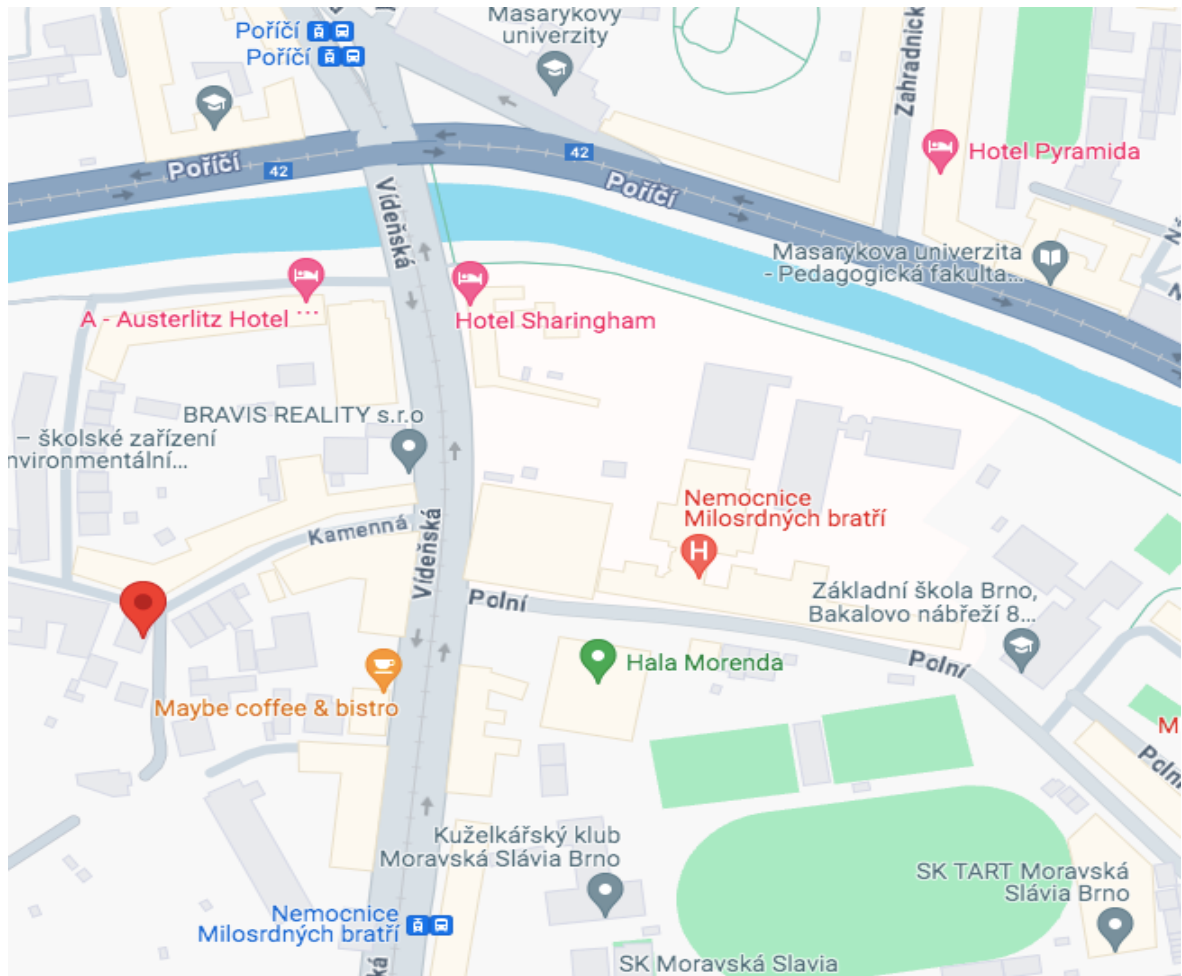 Masarykovy
univerzity
Poříčí
Poříčí
Zahradnick
Hotel Pyramida
Poříčí
42
42
Poříčí
Vídeňská
Masarykova univerzita
- Pedagogická fakulta...
A - Austerlitz Hotel ...
Hotel Sharingham
BRAVIS REALITY s.r.o
– školské zařízení
nvironmentální...
Kamenná
Vídeňská
Nemocnice
Milosrdných bratří
H
Polní
Základní škola Brno,
Bakalovo nábřeží 8...
Hala Morenda
Polní
Maybe coffee & bistro
M
Polní
Kuželkářský klub
Moravská Slávia Brno
SK TART Moravská
Slávia Brno
Nemocnice
Milosrdných bratří
SK Moravská Slavia
ká